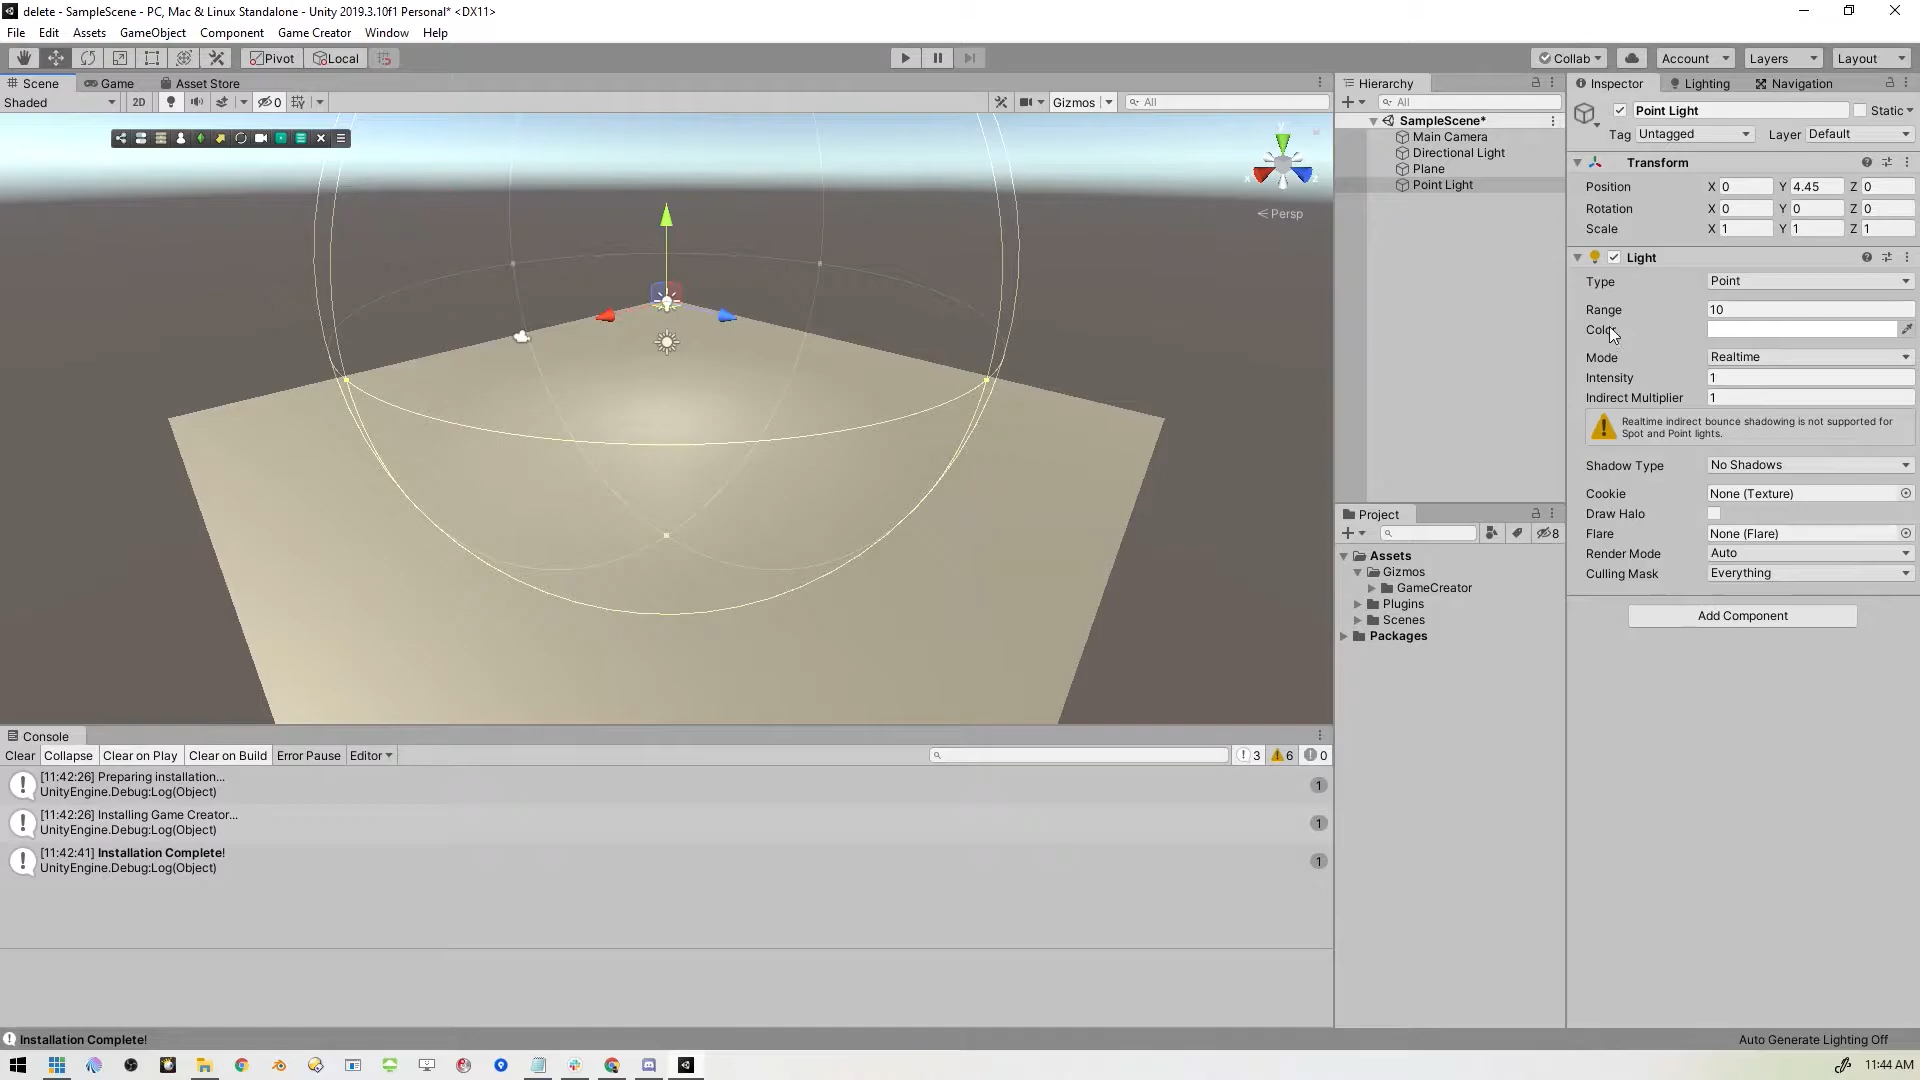 delete - SampleScene - PC, Mac & Linux Standalone - Unity 2019.3.10f1 Personal* <DX11>
File Edit Assets GameObject Component Game Creator Window Help
Pivot Local Collab Account Layers Layout
Scene Game Asset Store
Shaded 2D 0 Gizmos All
y
x z
Persp
Hierarchy
All
SampleScene*
Main Camera
Directional Light
Plane
Point Light
Project
8
Assets
Gizmos
GameCreator
Plugins
Scenes
Packages
Inspector Lighting Navigation
Point Light Static
Tag Untagged Layer Default
Transform
Position X 0 Y 4.45 Z 0
Rotation X 0 Y 0 Z 0
Scale X 1 Y 1 Z 1
Light
Type Point
Range 10
Color
Mode Realtime
Intensity 1
Indirect Multiplier 1
Realtime indirect bounce shadowing is not supported for
Spot and Point lights.
Shadow Type No Shadows
Cookie None (Texture)
Draw Halo
Flare None (Flare)
Render Mode Auto
Culling Mask Everything
Add Component
Console
Clear Collapse Clear on Play Clear on Build Error Pause Editor 3 6 0
[11:42:26] Preparing installation...
UnityEngine.Debug:Log(Object)
1
[11:42:26] Installing Game Creator...
UnityEngine.Debug:Log(Object)
1
[11:42:41] Installation Complete!
UnityEngine.Debug:Log(Object)
1
Installation Complete! Auto Generate Lighting Off
11:44 AM